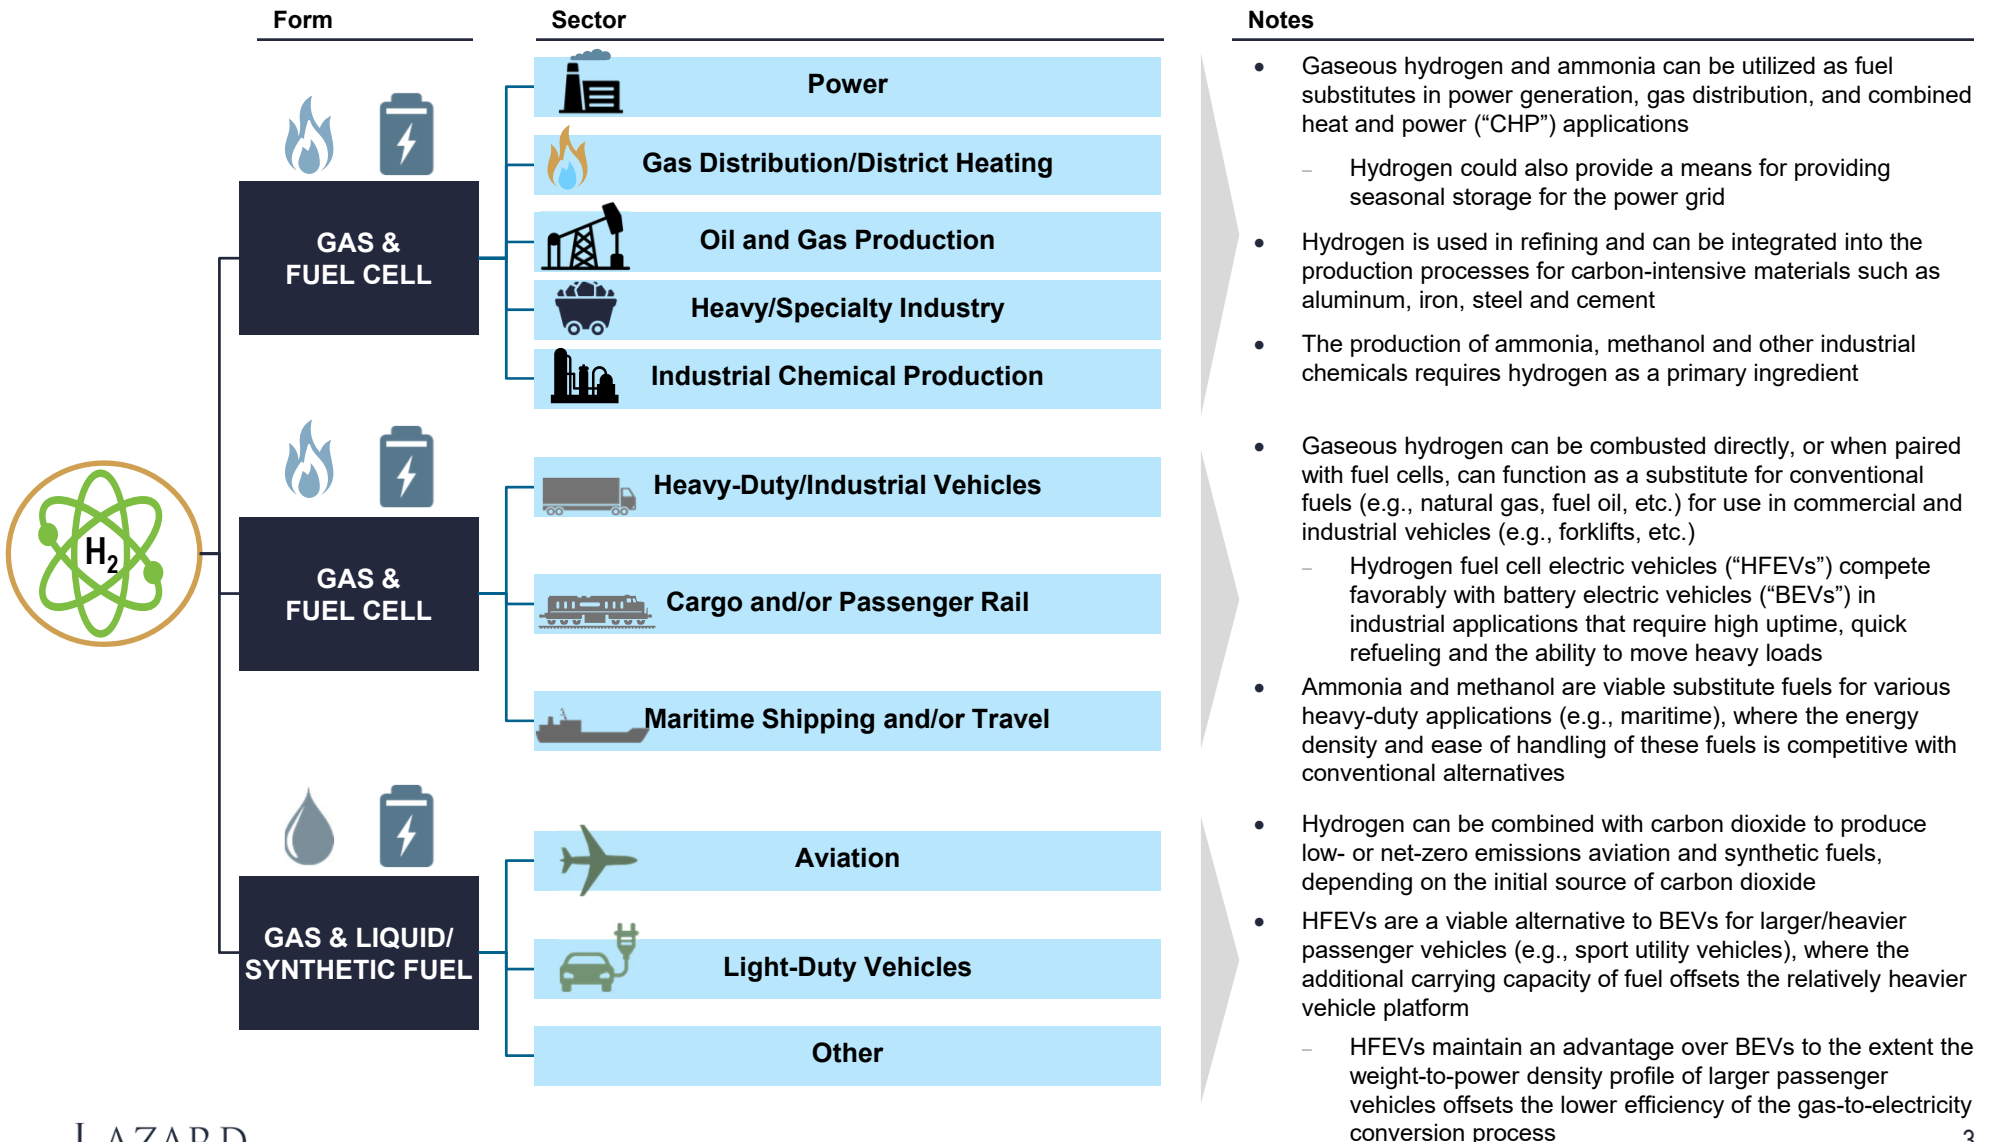 Form
Sector
Notes
H2
GAS &
FUEL CELL
Power
Gas Distribution/District Heating
Oil and Gas Production
Heavy/Specialty Industry
Industrial Chemical Production
• Gaseous hydrogen and ammonia can be utilized as fuel
substitutes in power generation, gas distribution, and combined
heat and power (“CHP”) applications
– Hydrogen could also provide a means for providing
seasonal storage for the power grid
• Hydrogen is used in refining and can be integrated into the
production processes for carbon-intensive materials such as
aluminum, iron, steel and cement
• The production of ammonia, methanol and other industrial
chemicals requires hydrogen as a primary ingredient
GAS &
FUEL CELL
Heavy-Duty/Industrial Vehicles
Cargo and/or Passenger Rail
Maritime Shipping and/or Travel
• Gaseous hydrogen can be combusted directly, or when paired
with fuel cells, can function as a substitute for conventional
fuels (e.g., natural gas, fuel oil, etc.) for use in commercial and
industrial vehicles (e.g., forklifts, etc.)
– Hydrogen fuel cell electric vehicles (“HFEVs”) compete
favorably with battery electric vehicles (“BEVs”) in
industrial applications that require high uptime, quick
refueling and the ability to move heavy loads
• Ammonia and methanol are viable substitute fuels for various
heavy-duty applications (e.g., maritime), where the energy
density and ease of handling of these fuels is competitive with
conventional alternatives
GAS & LIQUID/
SYNTHETIC FUEL
Aviation
Light-Duty Vehicles
Other
• Hydrogen can be combined with carbon dioxide to produce
low- or net-zero emissions aviation and synthetic fuels,
depending on the initial source of carbon dioxide
• HFEVs are a viable alternative to BEVs for larger/heavier
passenger vehicles (e.g., sport utility vehicles), where the
additional carrying capacity of fuel offsets the relatively heavier
vehicle platform
– HFEVs maintain an advantage over BEVs to the extent the
weight-to-power density profile of larger passenger
vehicles offsets the lower efficiency of the gas-to-electricity
conversion process
LAZARD
3